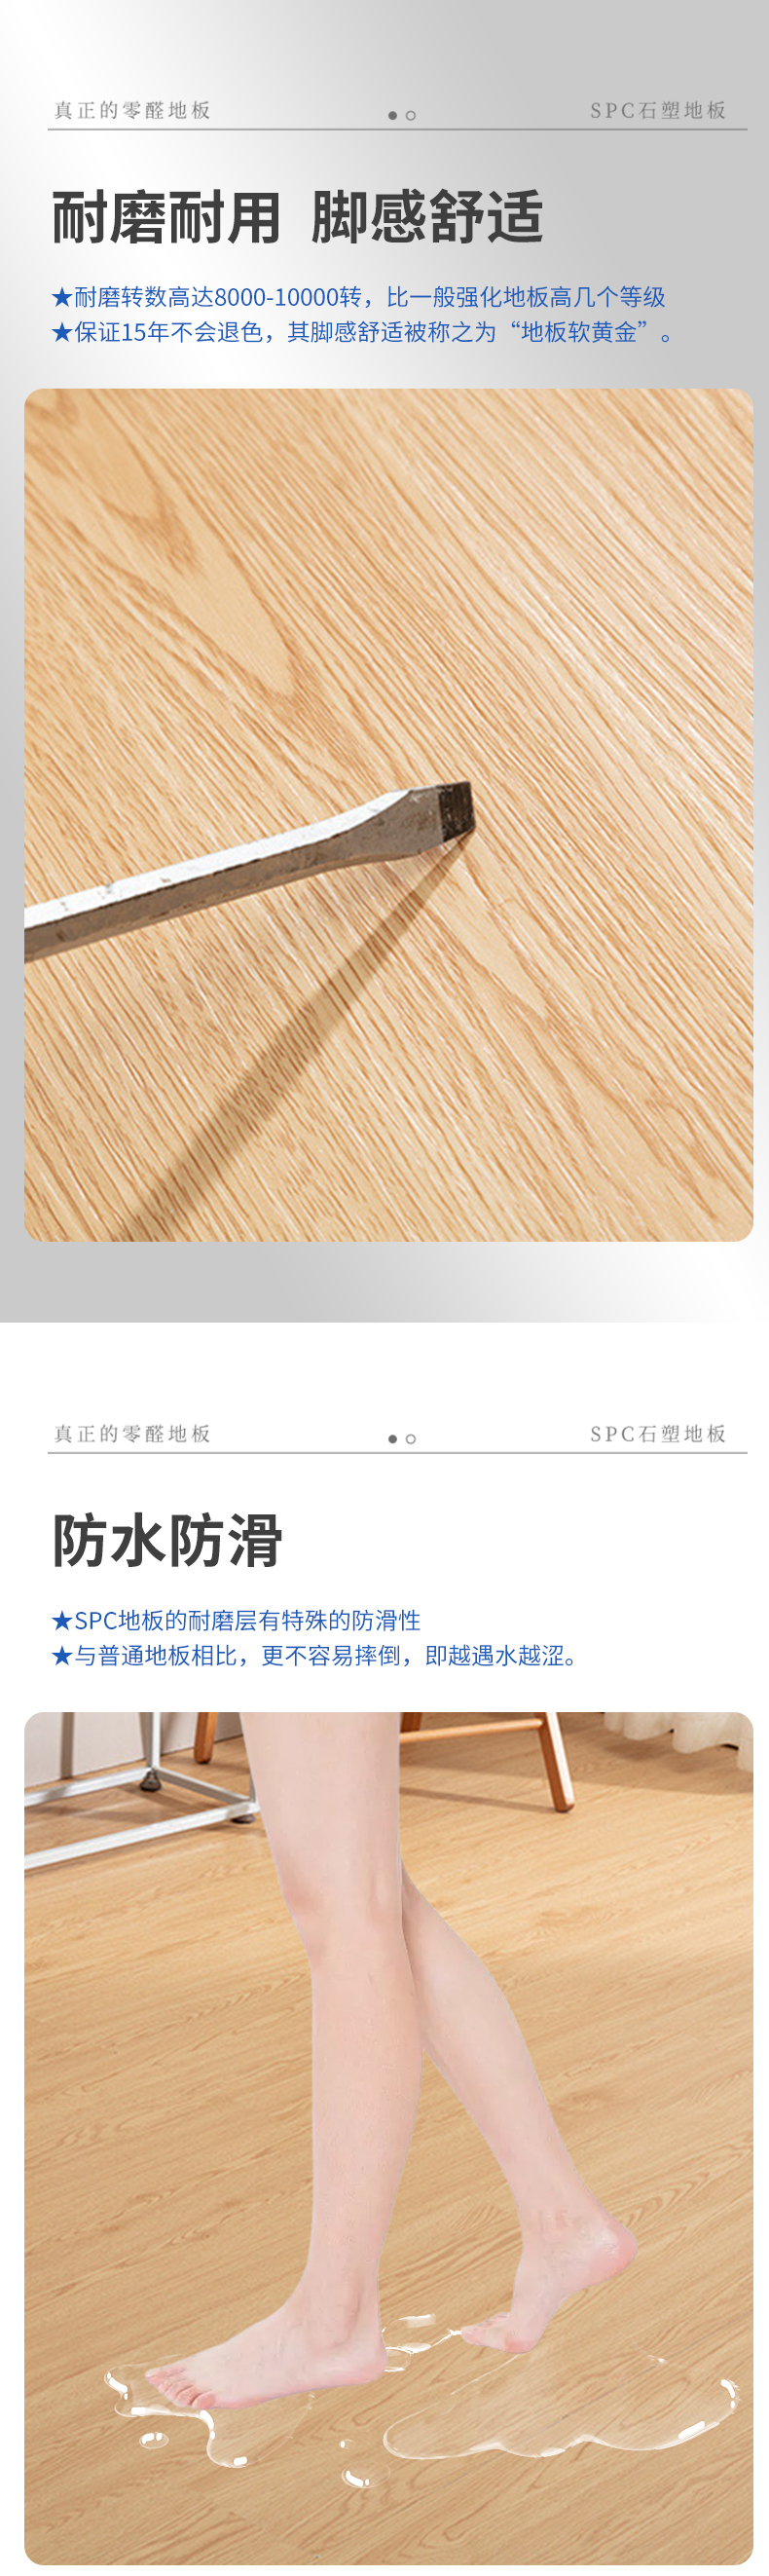 真正的零醛地板
SPC石塑地板
耐磨耐用 脚感舒适
★耐磨转数高达8000-10000转，比一般强化地板高几个等级
★保证15年不会退色，其脚感舒适被称之为“地板软黄金”。
真正的零醛地板
SPC石塑地板
防水防滑
★SPC地板的耐磨层有特殊的防滑性
★与普通地板相比，更不容易摔倒，即越遇水越涩。